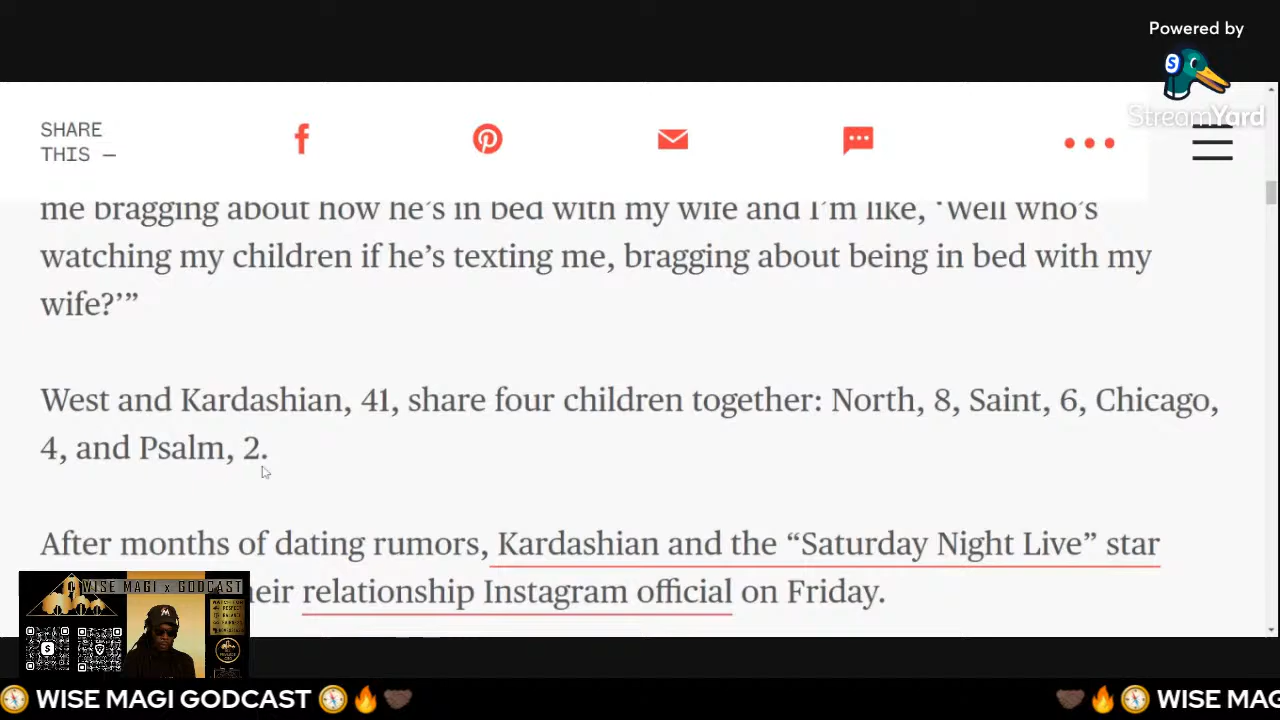 Powered by
StreamYard
SHARE
THIS —
me bragging about how he's in bed with my wife and I'm like, 'Well who's
watching my children if he's texting me, bragging about being in bed with my
wife?'”
West and Kardashian, 41, share four children together: North, 8, Saint, 6, Chicago,
4, and Psalm, 2.
After months of dating rumors, Kardashian and the “Saturday Night Live” star
eir relationship Instagram official on Friday.
WISE MAGI x GODCAST
WISE MAGI GODCAST
WISE MAG